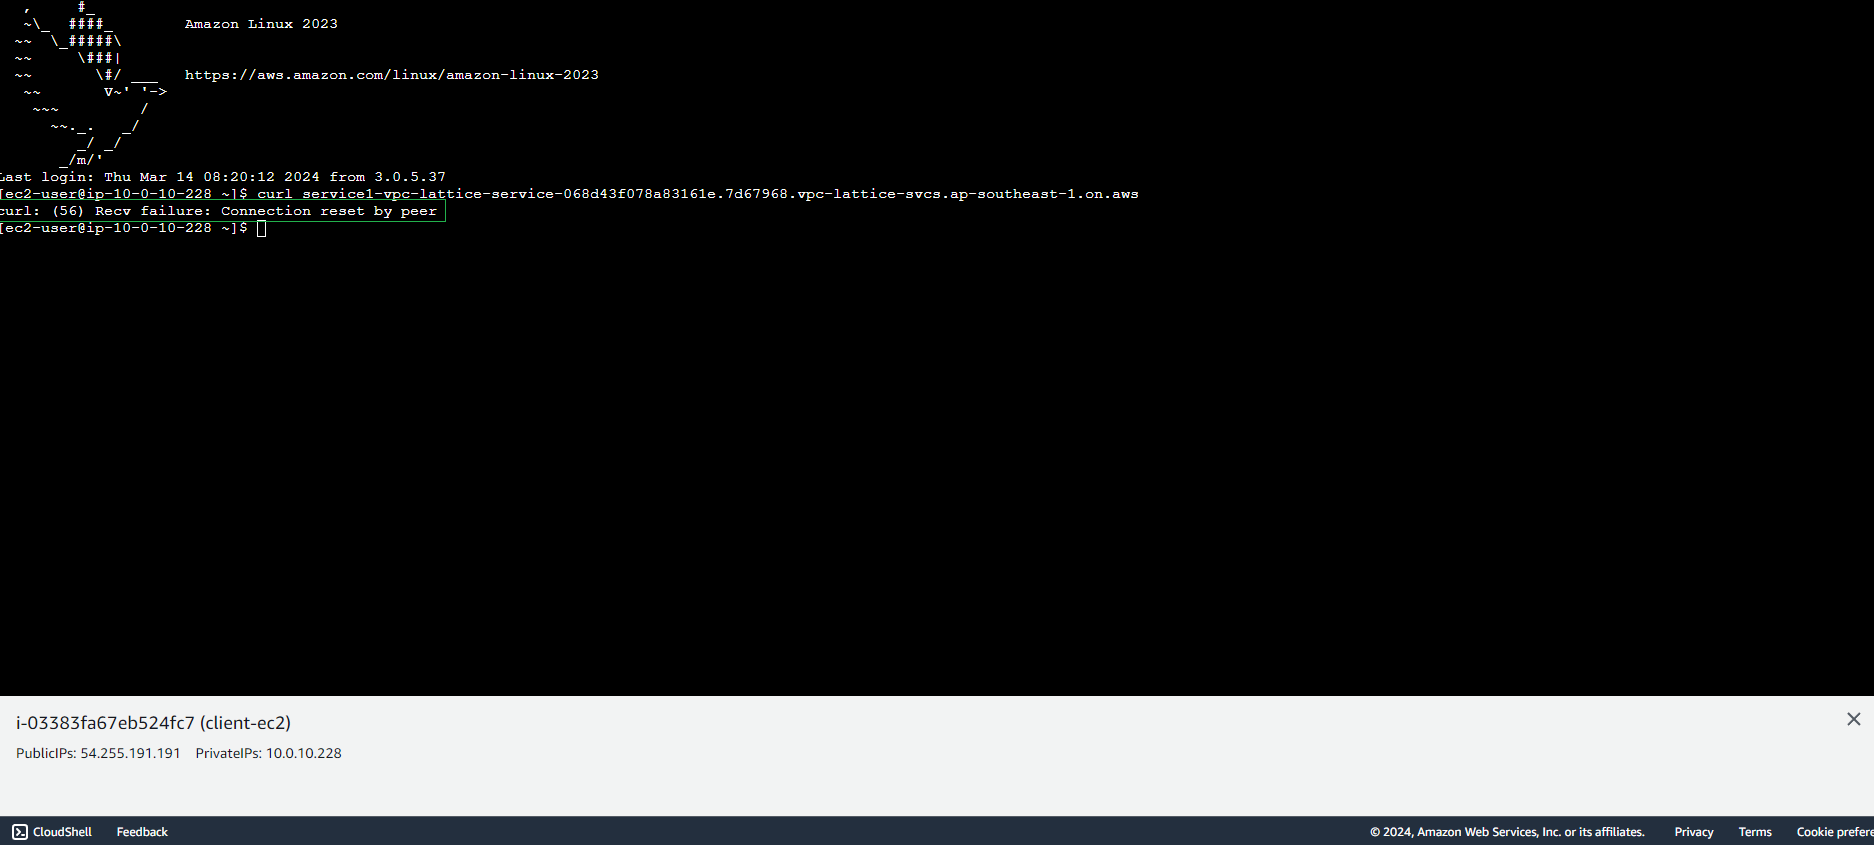 ,     #_
   ~\_  ####_        Amazon Linux 2023
  ~~  \_#####\
  ~~     \###|
  ~~       \#/ ___   https://aws.amazon.com/linux/amazon-linux-2023
   ~~       V~' '->
    ~~~         /
      ~~._.   _/
         _/ _/
       _/m/'
Last login: Thu Mar 14 08:20:12 2024 from 3.0.5.37
[ec2-user@ip-10-0-10-228 ~]$ curl service1-vpc-lattice-service-068d43f078a83161e.7d67968.vpc-lattice-svcs.ap-southeast-1.on.aws
curl: (56) Recv failure: Connection reset by peer
[ec2-user@ip-10-0-10-228 ~]$
i-03383fa67eb524fc7 (client-ec2)
PublicIPs: 54.255.191.191 PrivateIPs: 10.0.10.228
CloudShell Feedback © 2024, Amazon Web Services, Inc. or its affiliates. Privacy Terms Cookie prefere